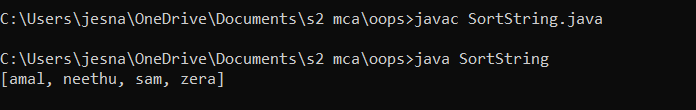 C:\Users\jesna\OneDrive\Documents\s2 mca\oops>javac SortString.java
C:\Users\jesna\OneDrive\Documents\s2 mca\oops>java SortString
[amal, neethu, sam, zera]